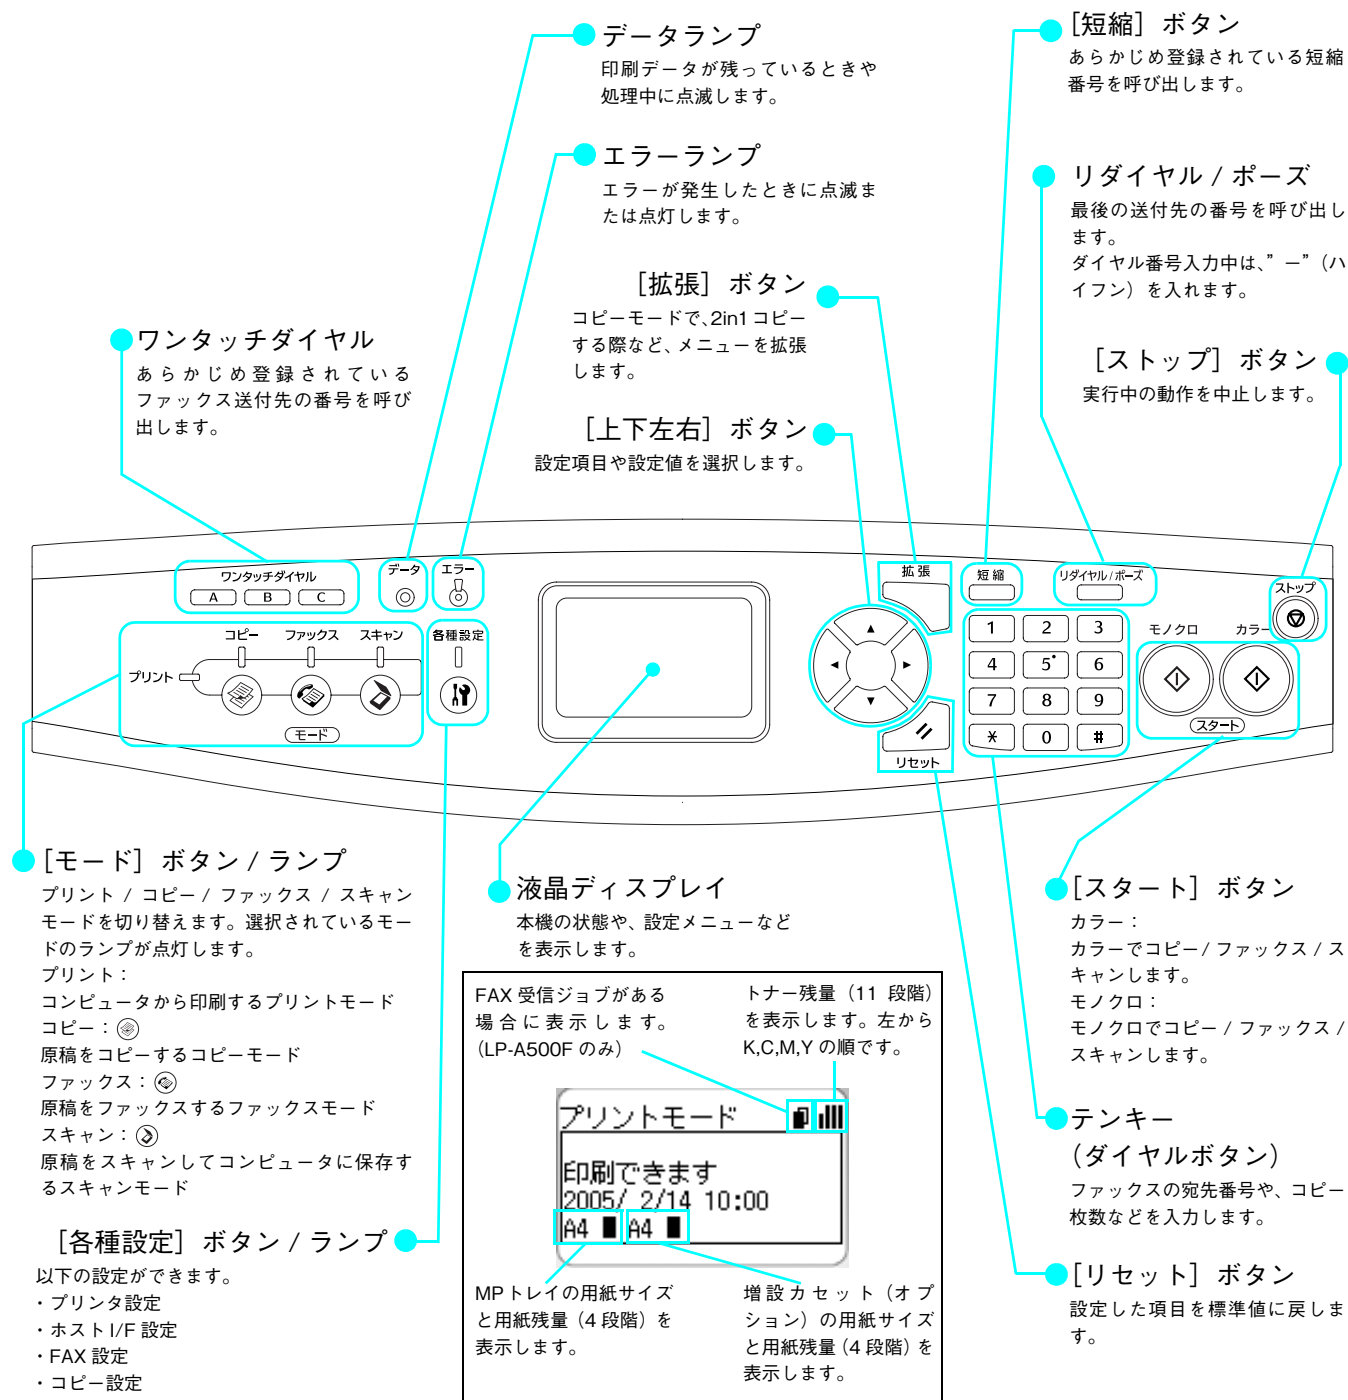 データランプ
印刷データが残っているときや
処理中に点滅します。
エラーランプ
エラーが発生したときに点滅ま
たは点灯します。
［拡張］ボタン
コピーモードで、2in1コピー
する際など、メニューを拡張
します。
［上下左右］ボタン
設定項目や設定値を選択します。
ワンタッチダイヤル
あらかじめ登録されている
ファックス送付先の番号を呼び
出します。
［短縮］ボタン
あらかじめ登録されている短縮
番号を呼び出します。
リダイヤル / ポーズ
最後の送付先の番号を呼び出し
ます。
ダイヤル番号入力中は、”－”（ハ
イフン）を入れます。
［ストップ］ボタン
実行中の動作を中止します。
ワンタッチダイヤル
A B C
データ
エラー
拡張
短縮
リダイヤル/ポーズ
ストップ
コピー ファックス スキャン
各種設定
プリント
モード
リセット
1 2 3
4 5 6
7 8 9
* 0 #
モノクロ カラー
スタート
［モード］ボタン / ランプ
プリント / コピー / ファックス / スキャン
モードを切り替えます。選択されているモー
ドのランプが点灯します。
プリント：
コンピュータから印刷するプリントモード
コピー：
原稿をコピーするコピーモード
ファックス：
原稿をファックスするファックスモード
スキャン：
原稿をスキャンしてコンピュータに保存す
るスキャンモード
［各種設定］ボタン / ランプ
以下の設定ができます。
・プリンタ設定
・ホスト I/F 設定
・FAX 設定
・コピー設定
液晶ディスプレイ
本機の状態や、設定メニューなど
を表示します。
FAX 受信ジョブがある
場合に表示します。
（LP-A500F のみ）
トナー残量（11 段階）
を表示します。左から
K,C,M,Y の順です。
プリントモード
印刷できます
2005/ 2/14 10:00
A4 A4
MPトレイの用紙サイズ
と用紙残量（4 段階）を
表示します。
増設カセット（オプ
ション）の用紙サイズ
と用紙残量（4 段階）を
表示します。
［スタート］ボタン
カラー：
カラーでコピー/ ファックス / ス
キャンします。
モノクロ：
モノクロでコピー / ファックス /
スキャンします。
テンキー
（ダイヤルボタン）
ファックスの宛先番号や、コピー
枚数などを入力します。
［リセット］ボタン
設定した項目を標準値に戻しま
す。